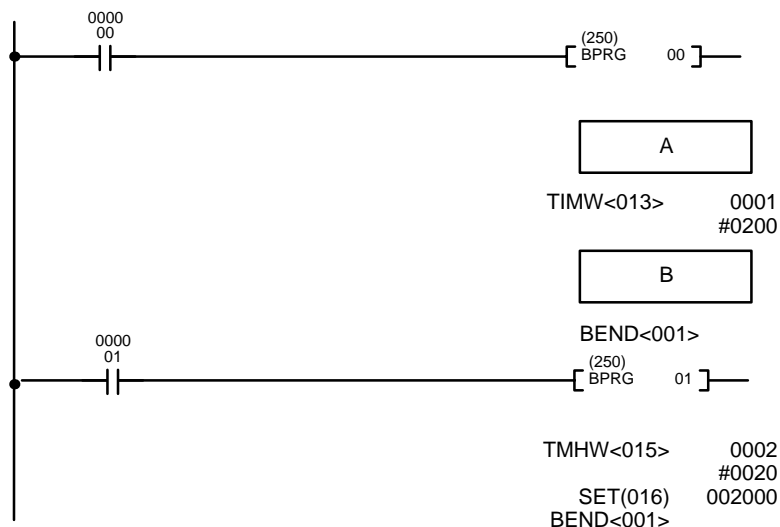 0000
00
(250)
BPRG 00
A
TIMW<013> 0001
#0200
B
BEND<001>
0000
01
(250)
BPRG 01
TMHW<015> 0002
#0020
SET(016) 002000
BEND<001>